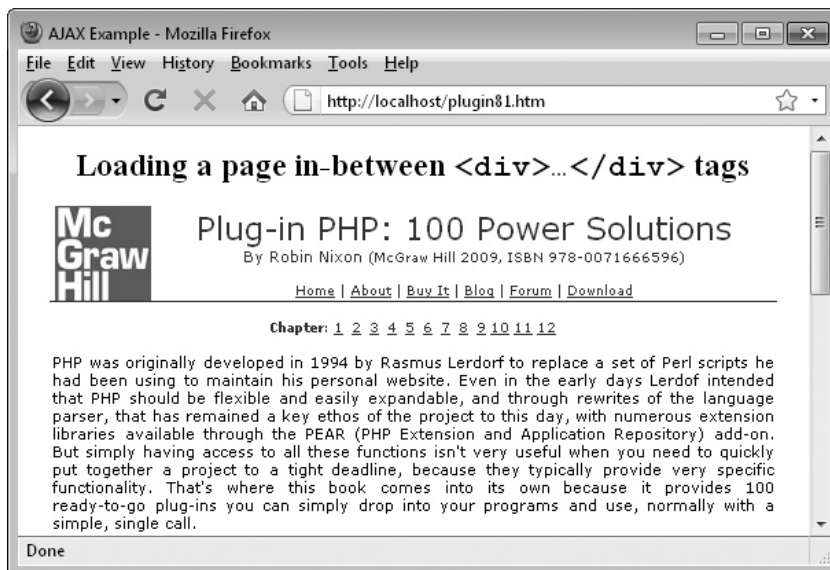 AJAX Example - Mozilla Firefox
File Edit View History Bookmarks Tools Help
http://localhost/plugin81.htm
Loading a page in-between <div>...</div> tags
Mc
Graw
Hill
Plug-in PHP: 100 Power Solutions
By Robin Nixon (McGraw Hill 2009, ISBN 978-0071666596)
Home | About | Buy It | Blog | Forum | Download
Chapter: 1 2 3 4 5 6 7 8 9 10 11 12
PHP was originally developed in 1994 by Rasmus Lerdorf to replace a set of Perl scripts he
had been using to maintain his personal website. Even in the early days Lerdof intended
that PHP should be flexible and easily expandable, and through rewrites of the language
parser, that has remained a key ethos of the project to this day, with numerous extension
libraries available through the PEAR (PHP Extension and Application Repository) add-on.
But simply having access to all these functions isn't very useful when you need to quickly
put together a project to a tight deadline, because they typically provide very specific
functionality. That's where this book comes into its own because it provides 100
ready-to-go plug-ins you can simply drop into your programs and use, normally with a
simple, single call.
Done